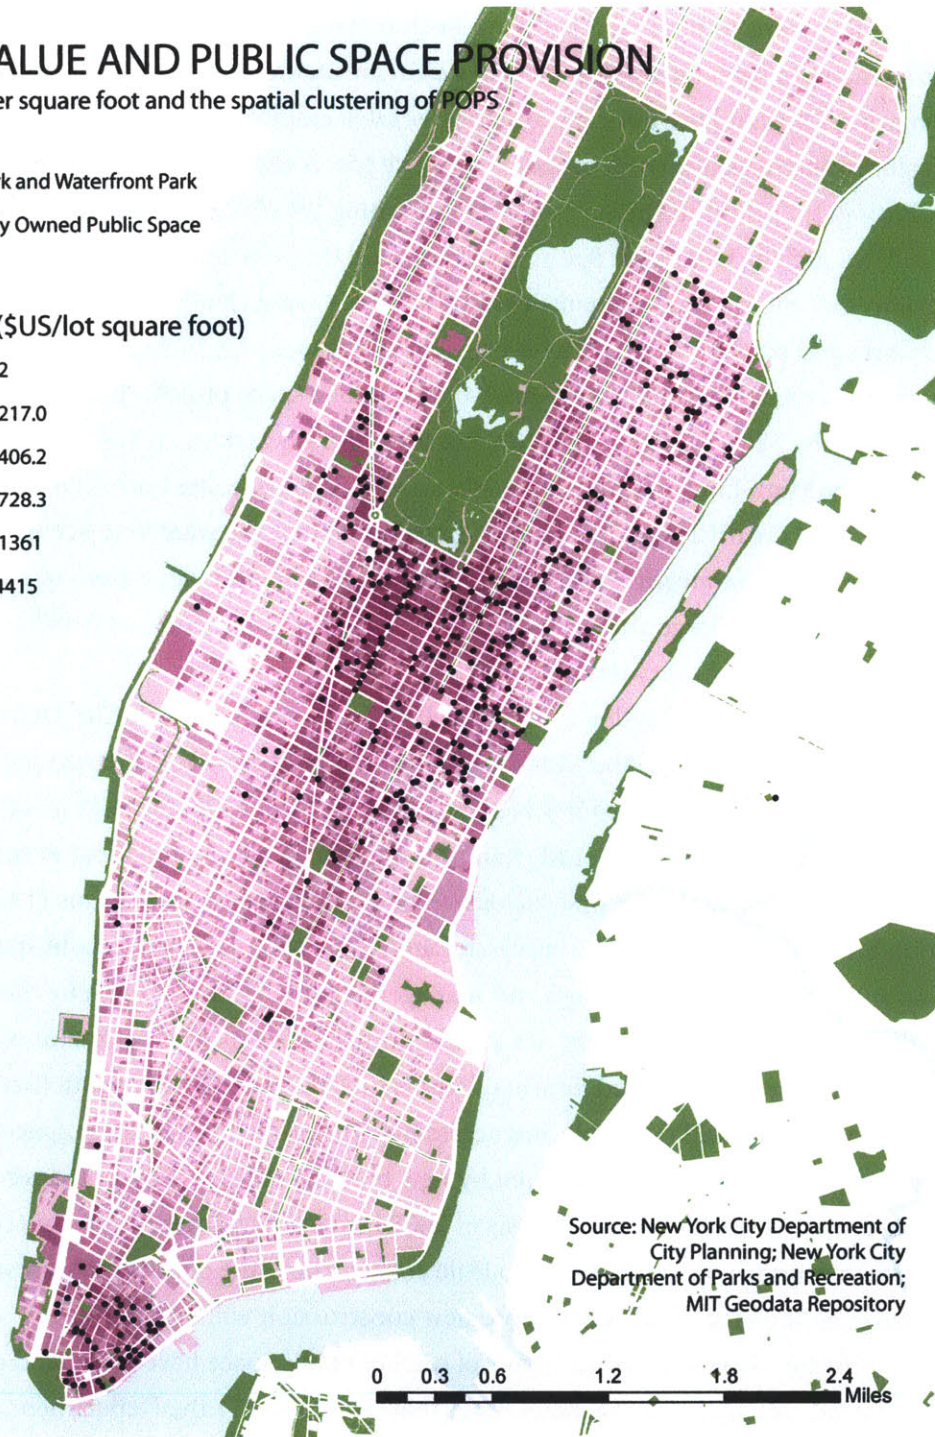 ALUE AND PUBLIC SPACE PROVISION
er square foot and the spatial clustering of POPS
rk and Waterfront Park
y Owned Public Space
($US/lot square foot)
2
217.0
406.2
728.3
1361
4415
Source: New York City Department of
City Planning; New York City
Department of Parks and Recreation;
MIT Geodata Repository
0 0.3 0.6 1.2 1.8 2.4
Miles